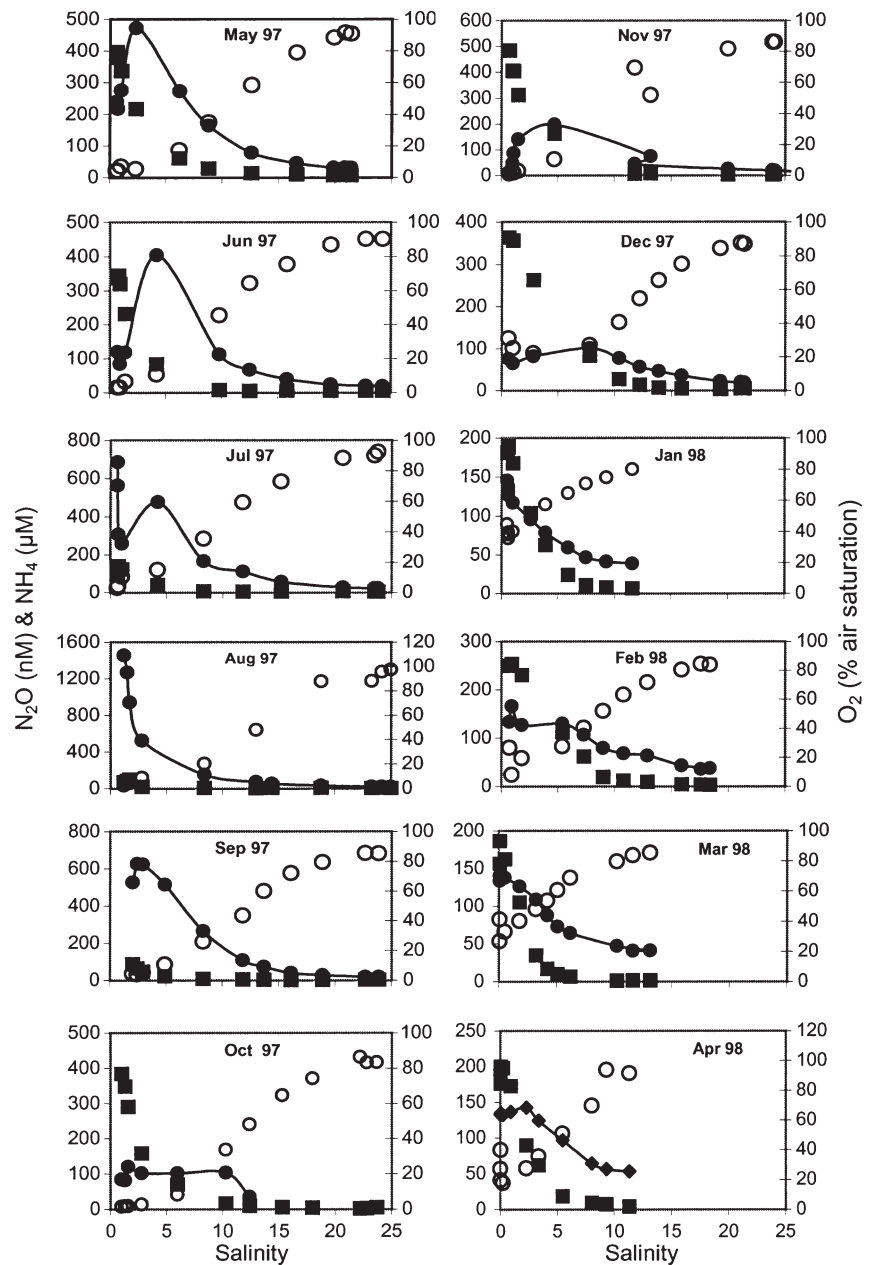 500 100 600 100
May 97 Nov 97
400 80 500 80
300 60 400 60
300
200 40 200 40
100 20 100 20
0 0 0 0
500 100 400 100
Jun 97 Dec 97
400 80 300 80
300 60 60
200 200
40 40
100 20 100 20
0 0 0 0
800 100 200 100
Jul 97 Jan 98
600 80 150 80
60 60
400 100
40 40
200 20 50 20
0 0 0 0
1600 120 300 100
Aug 97 Feb 98
1200 100 80
80 200 60
800 60
40 100 40
400 20 20
0 0 0 0
800 100 200 100
Sep 97 Mar 98
600 80 150 80
60 60
400 100
40 40
200 20 50 20
0 0 0 0
500 100 250 120
Oct 97 Apr 98
400 80 200 100
300 60 150 80
60
200 40 100 40
100 20 50 20
0 0 0 0
0 5 10 15 20 25 0 5 10 15 20 25
Salinity Salinity
N₂O (nM) & NH₄ (µM)
O₂ (% air saturation)